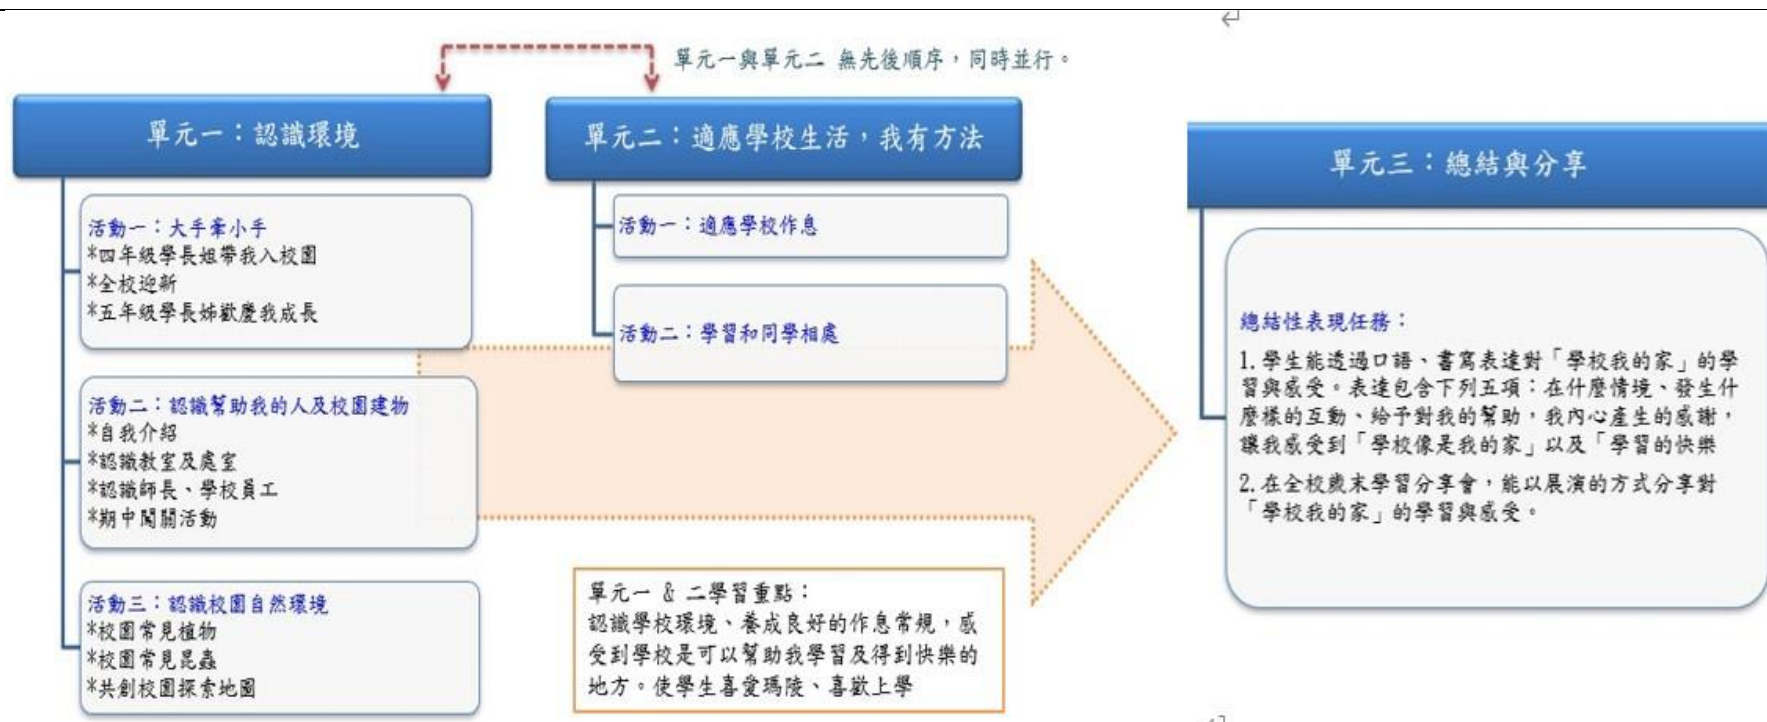 單元一與單元二 無先後順序，同時並行。
單元一：認識環境
活動一：大手牽小手
*四年級學長姐帶我入校園
*全校迎新
*五年級學長姊歡慶我成長
活動二：認識幫助我的人及校園建物
*自我介紹
*認識教室及處室
*認識師長、學校員工
*期中闖關活動
活動三：認識校園自然環境
*校園常見植物
*校園常見昆蟲
*共創校園探索地圖
單元二：適應學校生活，我有方法
活動一：適應學校作息
活動二：學習和同學相處
單元一 & 二學習重點：
認識學校環境、養成良好的作息常規，感
受到學校是可以幫助我學習及得到快樂的
地方。使學生喜愛瑪陵、喜歡上學
單元三：總結與分享
總結性表現任務：
1.學生能透過口語、書寫表達對「學校我的家」的學
習與感受。表達包含下列五項：在什麼情境、發生什
麼樣的互動、給予對我的幫助，我內心產生的感謝，
讓我感受到「學校像是我的家」以及「學習的快樂
2.在全校歲末學習分享會，能以展演的方式分享對
「學校我的家」的學習與感受。